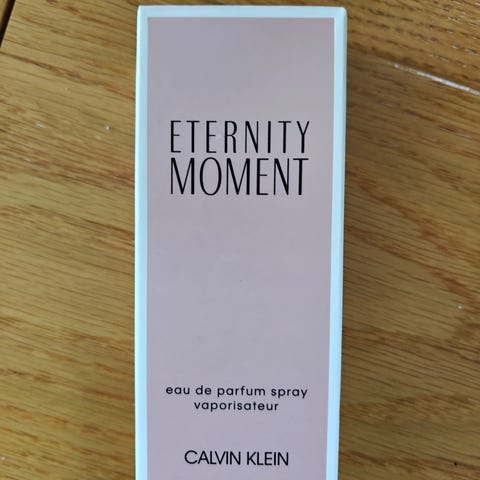 ETERNITY
MOMENT
eau de parfum spray
vaporisateur
CALVIN KLEIN